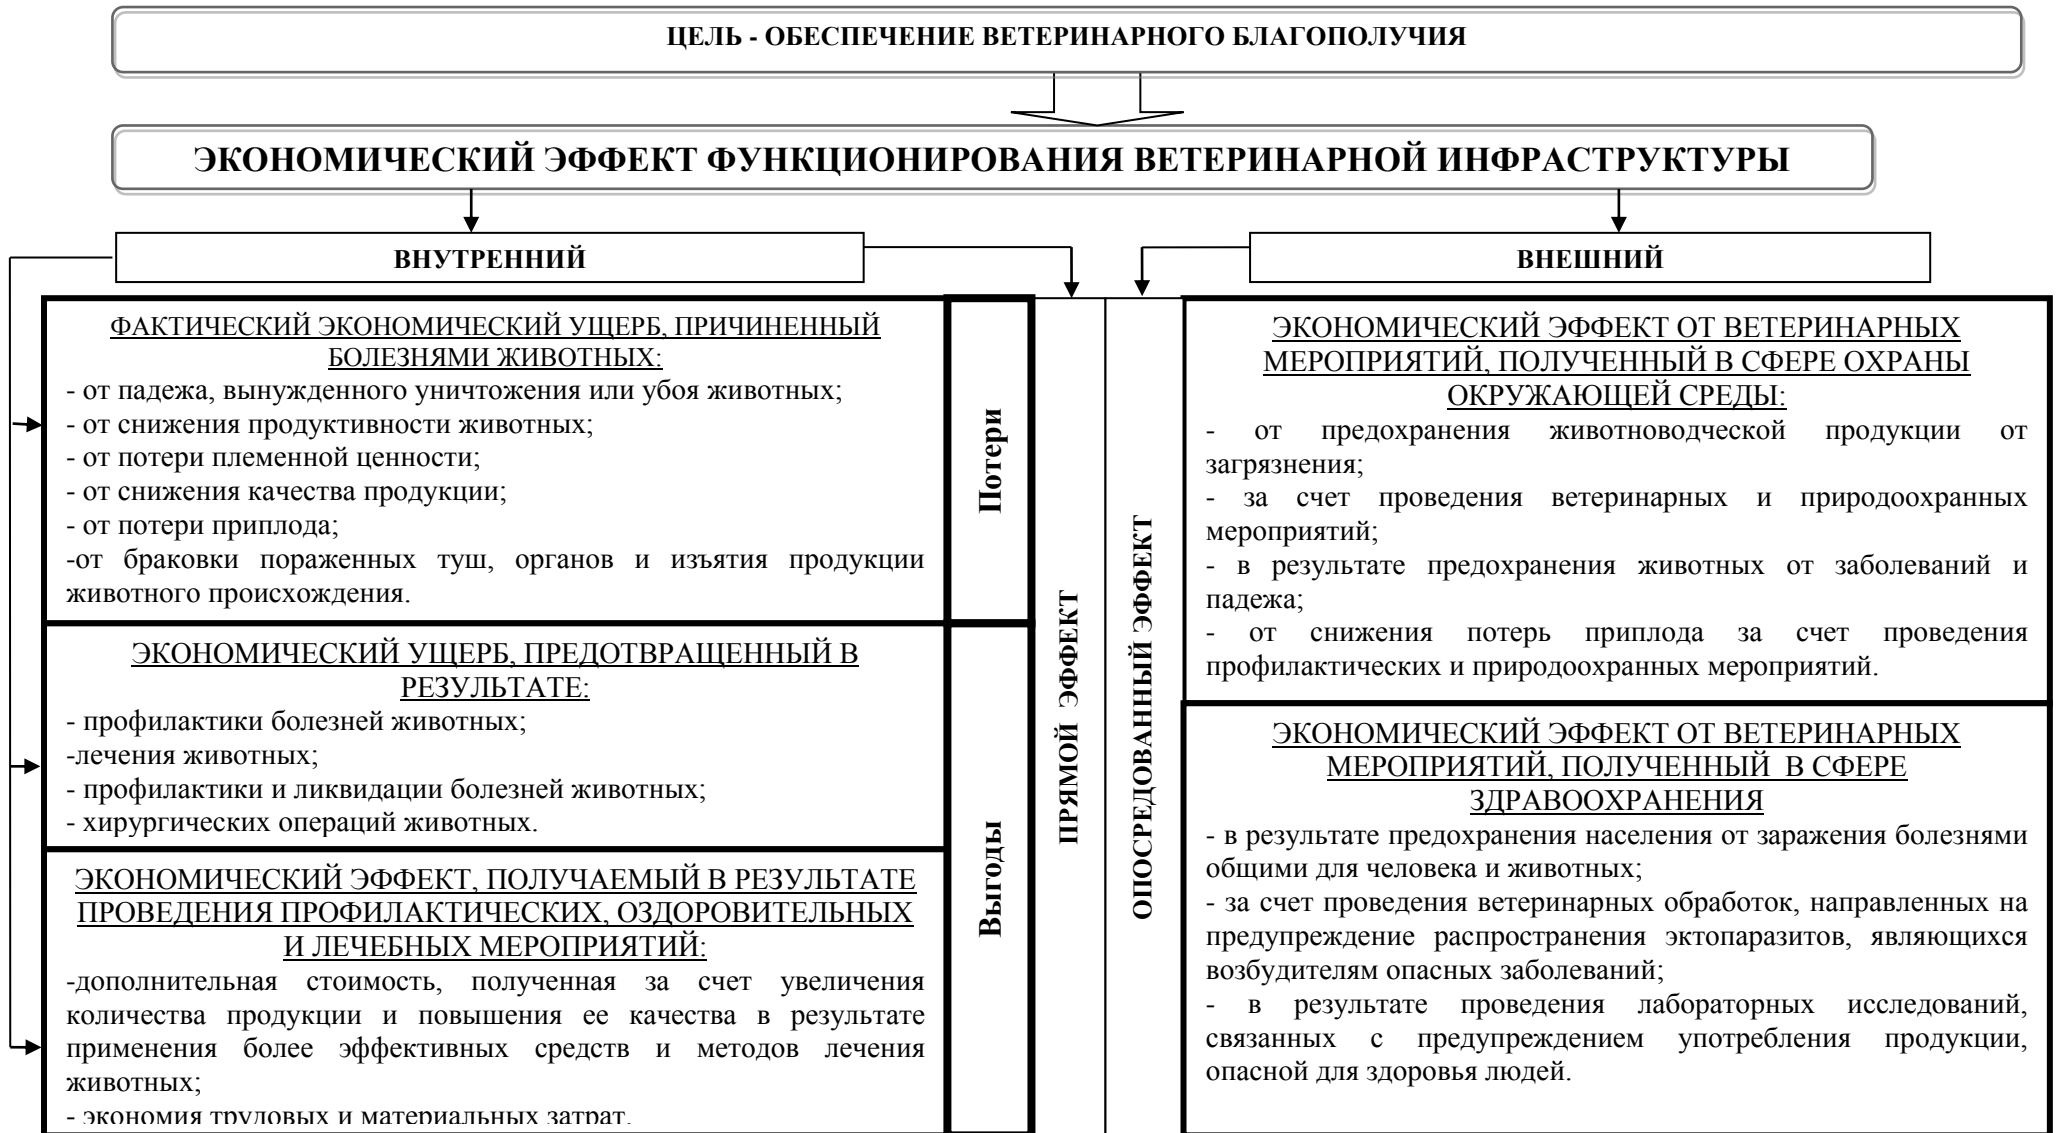 ЦЕЛЬ - ОБЕСПЕЧЕНИЕ ВЕТЕРИНАРНОГО БЛАГОПОЛУЧИЯ
ЭКОНОМИЧЕСКИЙ ЭФФЕКТ ФУНКЦИОНИРОВАНИЯ ВЕТЕРИНАРНОЙ ИНФРАСТРУКТУРЫ
ВНУТРЕННИЙ
ФАКТИЧЕСКИЙ ЭКОНОМИЧЕСКИЙ УЩЕРБ, ПРИЧИНЕННЫЙ
БОЛЕЗНЯМИ ЖИВОТНЫХ:
- от падежа, вынужденного уничтожения или убоя животных;
- от снижения продуктивности животных;
- от потери племенной ценности;
- от снижения качества продукции;
- от потери приплода;
-от браковки пораженных туш, органов и изъятия продукции
животного происхождения.
Потери
ЭКОНОМИЧЕСКИЙ УЩЕРБ, ПРЕДОТВРАЩЕННЫЙ В
РЕЗУЛЬТАТЕ:
- профилактики болезней животных;
-лечения животных;
- профилактики и ликвидации болезней животных;
- хирургических операций животных.
ЭКОНОМИЧЕСКИЙ ЭФФЕКТ, ПОЛУЧАЕМЫЙ В РЕЗУЛЬТАТЕ
ПРОВЕДЕНИЯ ПРОФИЛАКТИЧЕСКИХ, ОЗДОРОВИТЕЛЬНЫХ
И ЛЕЧЕБНЫХ МЕРОПРИЯТИЙ:
-дополнительная стоимость, полученная за счет увеличения
количества продукции и повышения ее качества в результате
применения более эффективных средств и методов лечения
животных;
- экономия трудовых и материальных затрат.
Выгоды
ПРЯМОЙ ЭФФЕКТ
ОПОСРЕДОВАННЫЙ ЭФФЕКТ
ВНЕШНИЙ
ЭКОНОМИЧЕСКИЙ ЭФФЕКТ ОТ ВЕТЕРИНАРНЫХ
МЕРОПРИЯТИЙ, ПОЛУЧЕННЫЙ В СФЕРЕ ОХРАНЫ
ОКРУЖАЮЩЕЙ СРЕДЫ:
- от предохранения животноводческой продукции от
загрязнения;
- за счет проведения ветеринарных и природоохранных
мероприятий;
- в результате предохранения животных от заболеваний и
падежа;
- от снижения потерь приплода за счет проведения
профилактических и природоохранных мероприятий.
ЭКОНОМИЧЕСКИЙ ЭФФЕКТ ОТ ВЕТЕРИНАРНЫХ
МЕРОПРИЯТИЙ, ПОЛУЧЕННЫЙ В СФЕРЕ
ЗДРАВООХРАНЕНИЯ
- в результате предохранения населения от заражения болезнями
общими для человека и животных;
- за счет проведения ветеринарных обработок, направленных на
предупреждение распространения эктопаразитов, являющихся
возбудителям опасных заболеваний;
- в результате проведения лабораторных исследований,
связанных с предупреждением употребления продукции,
опасной для здоровья людей.